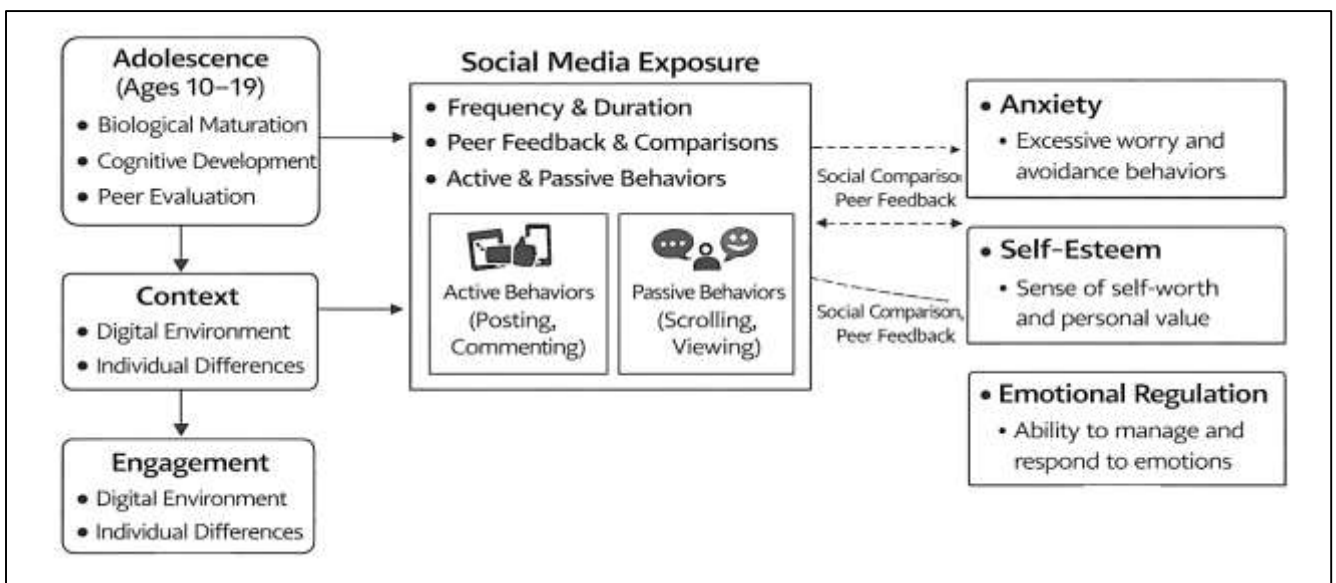 Adolescence
(Ages 10–19)
• Biological Maturation
• Cognitive Development
• Peer Evaluation
Context
• Digital Environment
• Individual Differences
Engagement
• Digital Environment
• Individual Differences
Social Media Exposure
• Frequency & Duration
• Peer Feedback & Comparisons
• Active & Passive Behaviors
Active Behaviors
(Posting,
Commenting)
Passive Behaviors
(Scrolling,
Viewing)
Social Compariso
Peer Feedback
Social Comparison,
Peer Feedback
• Anxiety
• Excessive worry and
avoidance behaviors
• Self-Esteem
• Sense of self-worth
and personal value
• Emotional Regulation
• Ability to manage and
respond to emotions